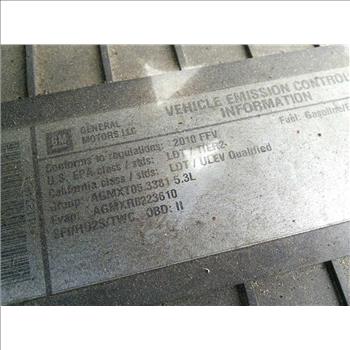 GM
GENERAL
MOTORS LLC
VEHICLE EMISSION CONTROL
INFORMATION
Conforms to regulations: 2010 FFV
Fuel: Gasoline/
U.S. EPA class / stds: LDT / TIER2
California class / stds: LDT / ULEV Qualified
Group: AGMXT05.3381 5.3L
Evap: AGMXR0223610
SFI/HO2S/TWC OBD: II